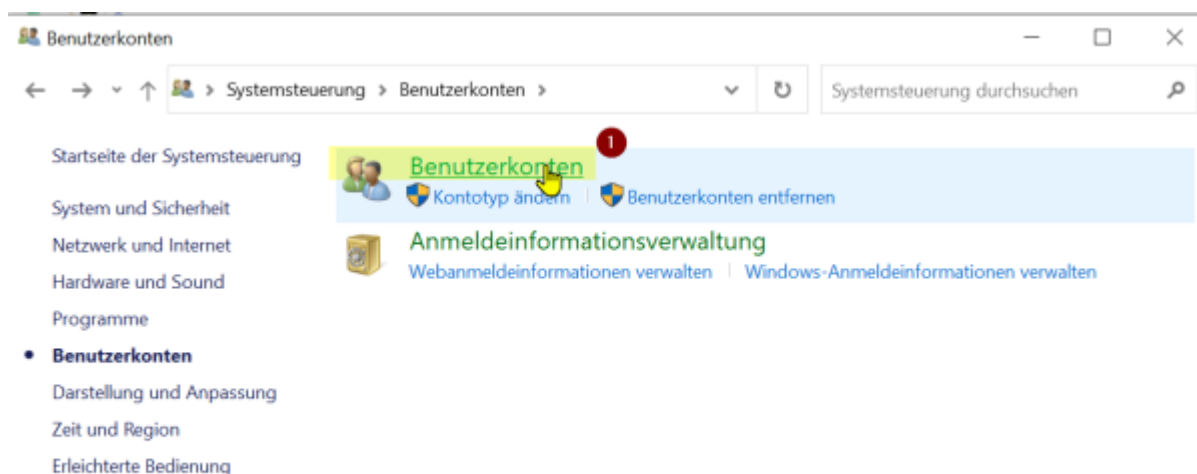 Benutzerkonten
Systemsteuerung > Benutzerkonten >
Systemsteuerung durchsuchen
Startseite der Systemsteuerung
System und Sicherheit
Netzwerk und Internet
Hardware und Sound
Programme
Benutzerkonten
Darstellung und Anpassung
Zeit und Region
Erleichterte Bedienung
1
Benutzerkonten
Kontotyp ändern | Benutzerkonten entfernen
Anmeldeinformationsverwaltung
Webanmeldeinformationen verwalten | Windows-Anmeldeinformationen verwalten